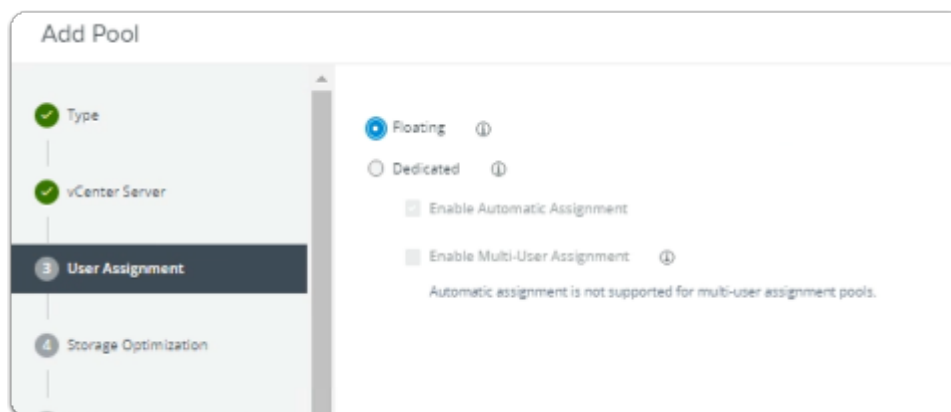 Add Pool
Type
vCenter Server
3 User Assignment
4 Storage Optimization
Floating
Dedicated
Enable Automatic Assignment
Enable Multi-User Assignment
Automatic assignment is not supported for multi-user assignment pools.